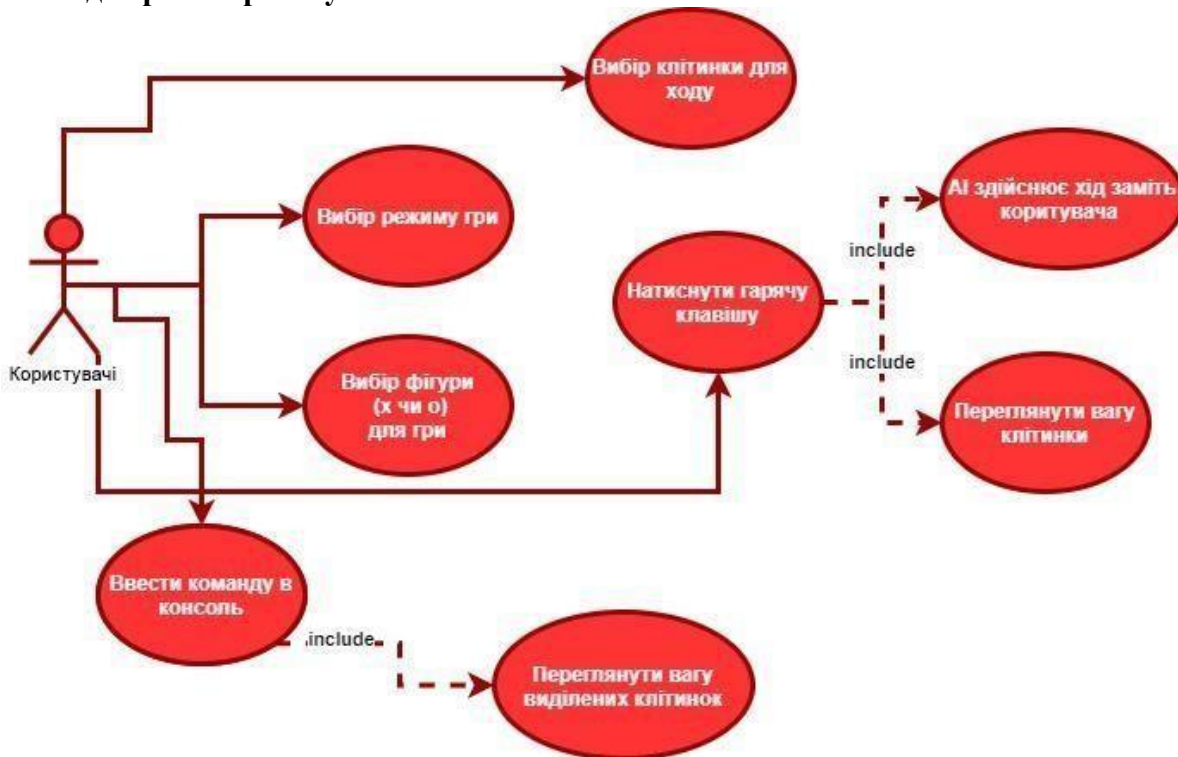 Вибір клітинки для
ходу
Вибір режиму гри
AI здійснює хід заміть
коритувача
include
Натиснути гарячу
клавішу
include
Користувачі
Вибір фігури
(х чи о)
для гри
Переглянути вагу
клітинки
Ввести команду в
консоль
include
Переглянути вагу
виділених клітинок